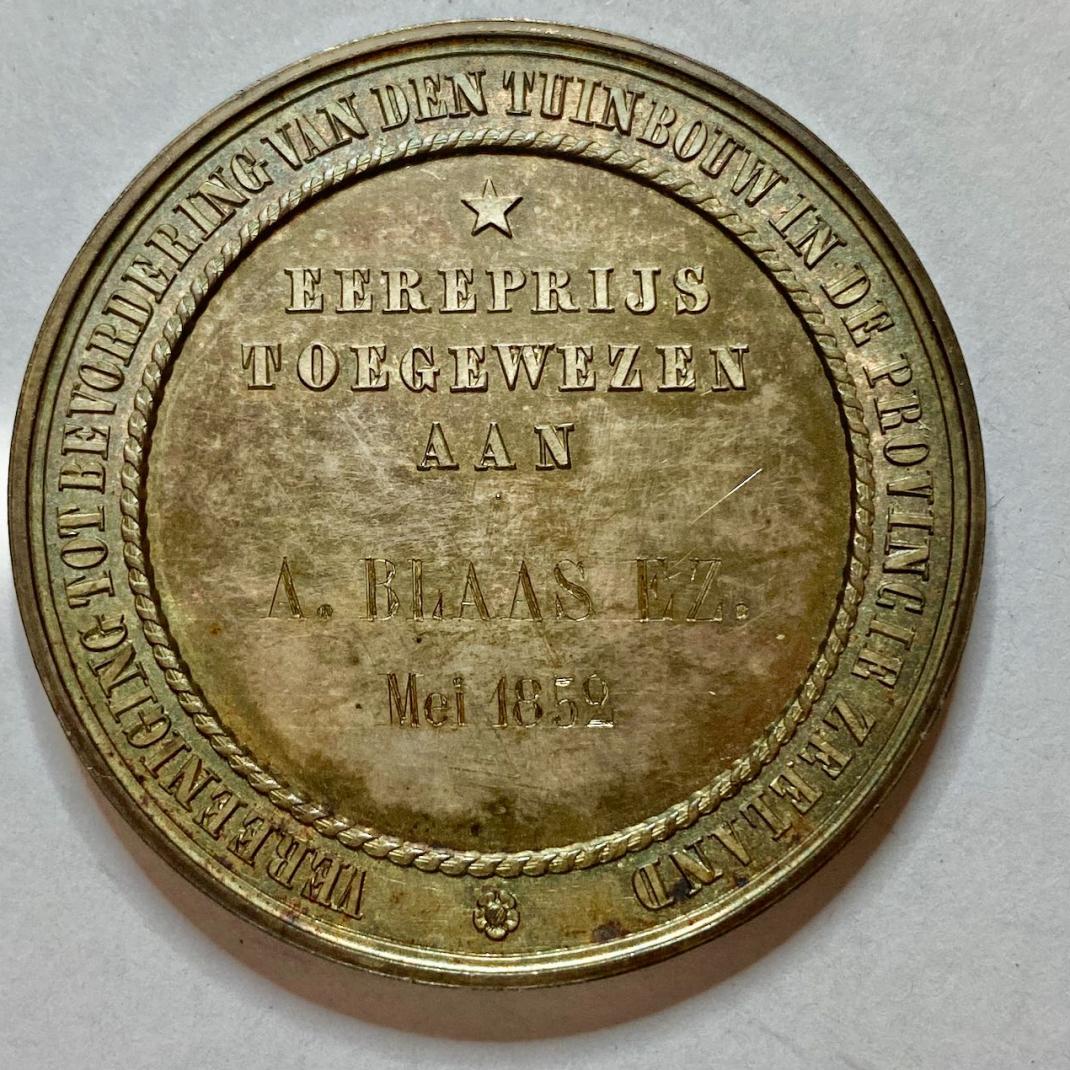 VEREENIGING TOT BEVORDERING VAN DEN TUINBOUW IN DE PROVINCIE ZEELAND
EEREPRIJS
TOEGEWEZEN
AAN
A. BLAAS EZ:
Mei 1852